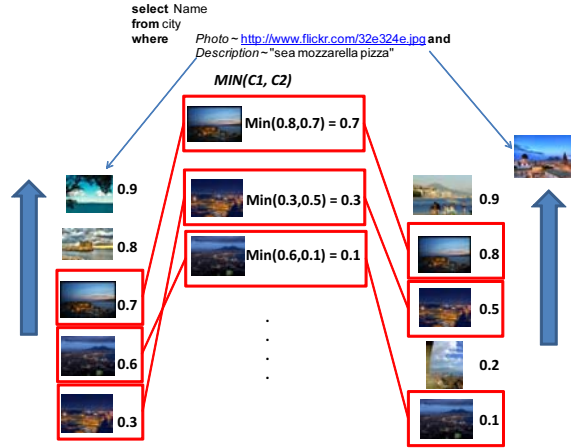 select Name
from city
where Photo ~ http://www.flickr.com/32e324e.jpg and
Description ~ "sea mozzarella pizza"
MIN(C1, C2)
Min(0.8,0.7) = 0.7
Min(0.3,0.5) = 0.3
Min(0.6,0.1) = 0.1
.
.
.
.
0.9
0.8
0.7
0.6
0.3
0.9
0.8
0.5
0.2
0.1